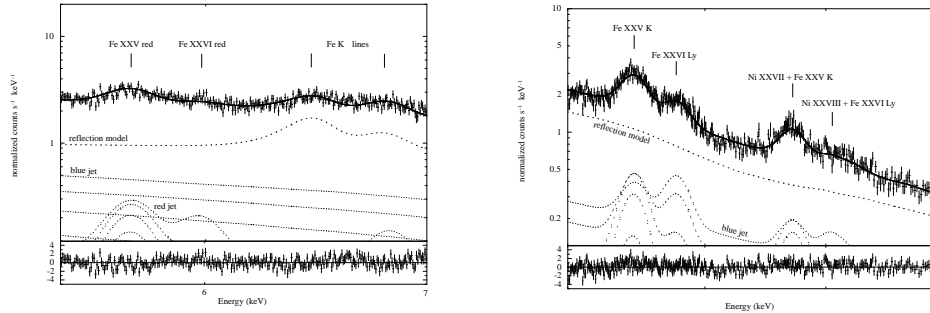 Fe XXV red
Fe XXVI red
Fe K lines
10
1
normalized counts s⁻¹ keV⁻¹
reflection model
blue jet
red jet
4
2
0
-2
-4
6
7
Energy (keV)
Fe XXV K
Fe XXVI Ly
Ni XXVII + Fe XXV K
Ni XXVIII + Fe XXVI Ly
10
5
2
1
0.5
0.2
normalized counts s⁻¹ keV⁻¹
reflection model
blue jet
4
2
0
-2
-4
Energy (keV)